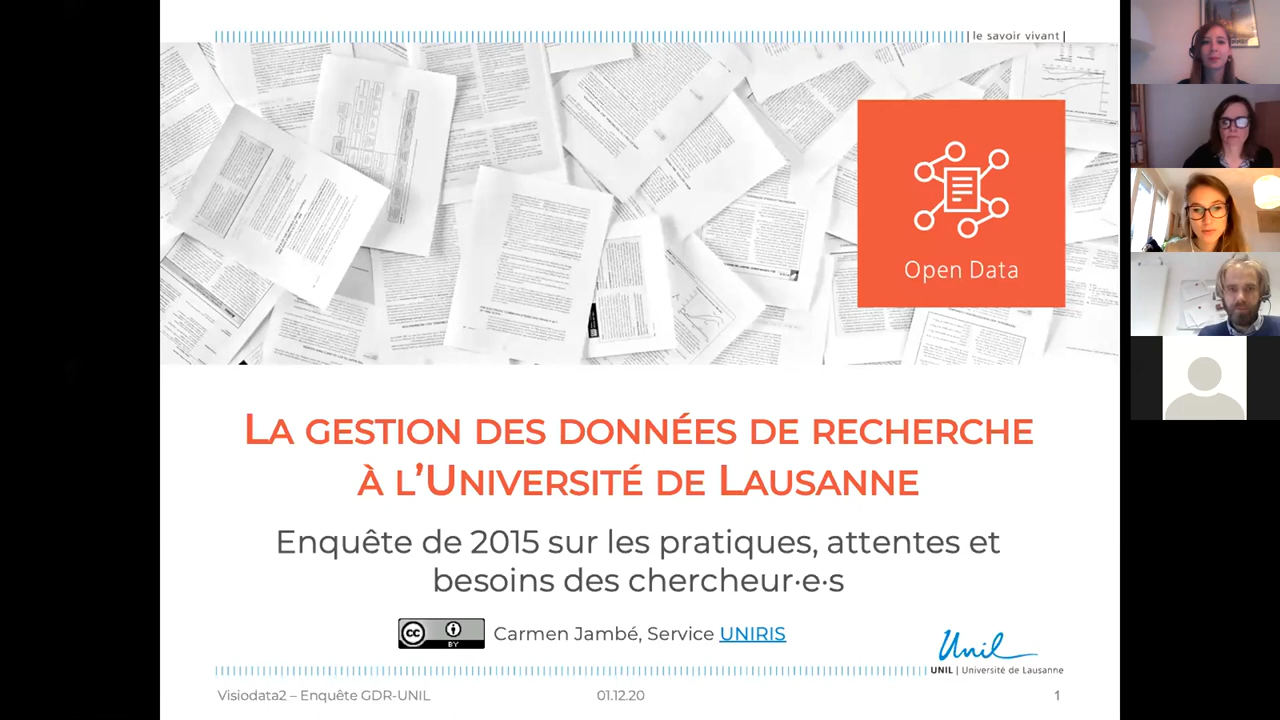 | le savoir vivant |
Open Data
La gestion des données de recherche
à l'Université de Lausanne
Enquête de 2015 sur les pratiques, attentes et
besoins des chercheur·e·s
cc BY Carmen Jambé, Service UNIRIS
Unil
UNIL | Université de Lausanne
Visiodata2 – Enquête GDR-UNIL 01.12.20 1